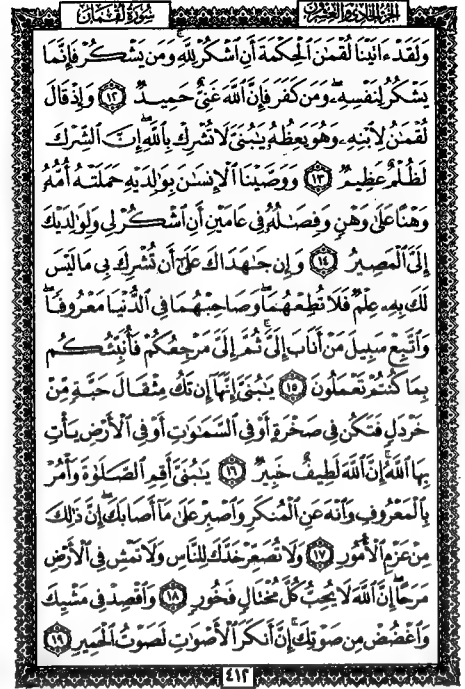 الجزء الحادي والعشرون
سورة لقمان
وَلَقَدْ ءَاتَيْنَا لُقْمَٰنَ ٱلْحِكْمَةَ أَنِ ٱشْكُرْ لِلَّهِ وَمَن يَشْكُرْ فَإِنَّمَا
يَشْكُرُ لِنَفْسِهِۦ وَمَن كَفَرَ فَإِنَّ ٱللَّهَ غَنِىٌّ حَمِيدٌ ١٢ وَإِذْ قَالَ
لُقْمَٰنُ لِٱبْنِهِۦ وَهُوَ يَعِظُهُۥ يَٰبُنَىَّ لَا تُشْرِكْ بِٱللَّهِ إِنَّ ٱلشِّرْكَ
لَظُلْمٌ عَظِيمٌ ١٣ وَوَصَّيْنَا ٱلْإِنسَٰنَ بِوَٰلِدَيْهِ حَمَلَتْهُ أُمُّهُۥ
وَهْنًا عَلَىٰ وَهْنٍ وَفِصَٰلُهُۥ فِى عَامَيْنِ أَنِ ٱشْكُرْ لِى وَلِوَٰلِدَيْكَ
إِلَىَّ ٱلْمَصِيرُ ١٤ وَإِن جَٰهَدَاكَ عَلَىٰٓ أَن تُشْرِكَ بِى مَا لَيْسَ
لَكَ بِهِۦ عِلْمٌ فَلَا تُطِعْهُمَا وَصَاحِبْهُمَا فِى ٱلدُّنْيَا مَعْرُوفًا
وَٱتَّبِعْ سَبِيلَ مَنْ أَنَابَ إِلَىَّ ثُمَّ إِلَىَّ مَرْجِعُكُمْ فَأُنَبِّئُكُم
بِمَا كُنتُمْ تَعْمَلُونَ ١٥ يَٰبُنَىَّ إِنَّهَآ إِن تَكُ مِثْقَالَ حَبَّةٍ مِّنْ
خَرْدَلٍ فَتَكُن فِى صَخْرَةٍ أَوْ فِى ٱلسَّمَٰوَٰتِ أَوْ فِى ٱلْأَرْضِ يَأْتِ
بِهَا ٱللَّهُ إِنَّ ٱللَّهَ لَطِيفٌ خَبِيرٌ ١٦ يَٰبُنَىَّ أَقِمِ ٱلصَّلَوٰةَ وَأْمُرْ
بِٱلْمَعْرُوفِ وَٱنْهَ عَنِ ٱلْمُنكَرِ وَٱصْبِرْ عَلَىٰ مَآ أَصَابَكَ إِنَّ ذَٰلِكَ
مِنْ عَزْمِ ٱلْأُمُورِ ١٧ وَلَا تُصَعِّرْ خَدَّكَ لِلنَّاسِ وَلَا تَمْشِ فِى ٱلْأَرْضِ
مَرَحًا إِنَّ ٱللَّهَ لَا يُحِبُّ كُلَّ مُخْتَالٍ فَخُورٍ ١٨ وَٱقْصِدْ فِى مَشْيِكَ
وَٱغْضُضْ مِن صَوْتِكَ إِنَّ أَنكَرَ ٱلْأَصْوَٰتِ لَصَوْتُ ٱلْحَمِيرِ ١٩
٤١٢